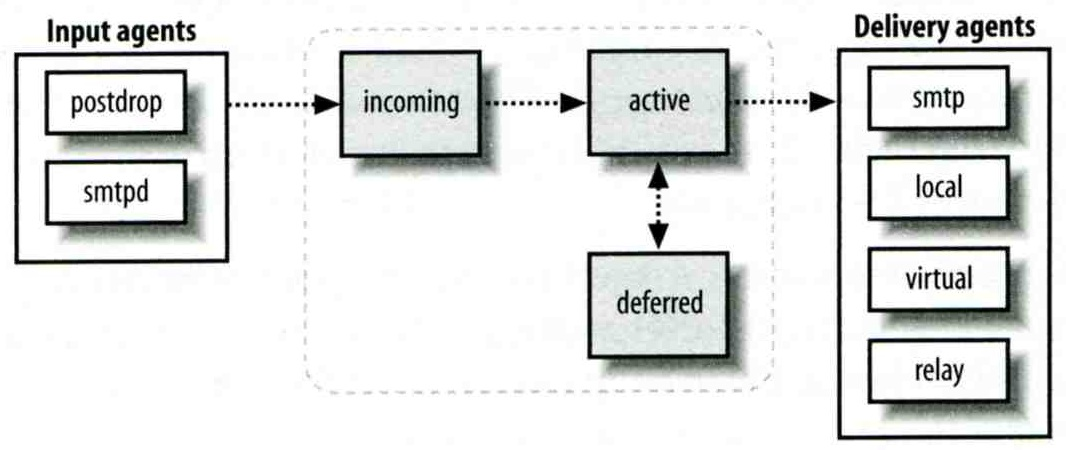 Input agents
postdrop
smtpd
incoming
active
deferred
Delivery agents
smtp
local
virtual
relay